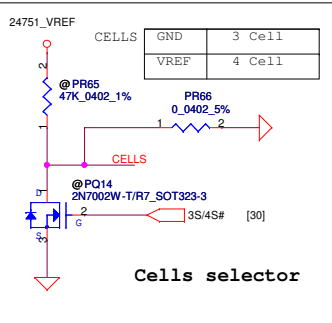 24751_VREF
CELLS GND 3 Cell
VREF 4 Cell
2
@PR65
47K_0402_1%
1
PR66
0_0402_5%
1 2
CELLS
@PQ14
2N7002W-T/R7_SOT323-3
1
D
2
G
S
3
3S/4S# [30]
Cells selector